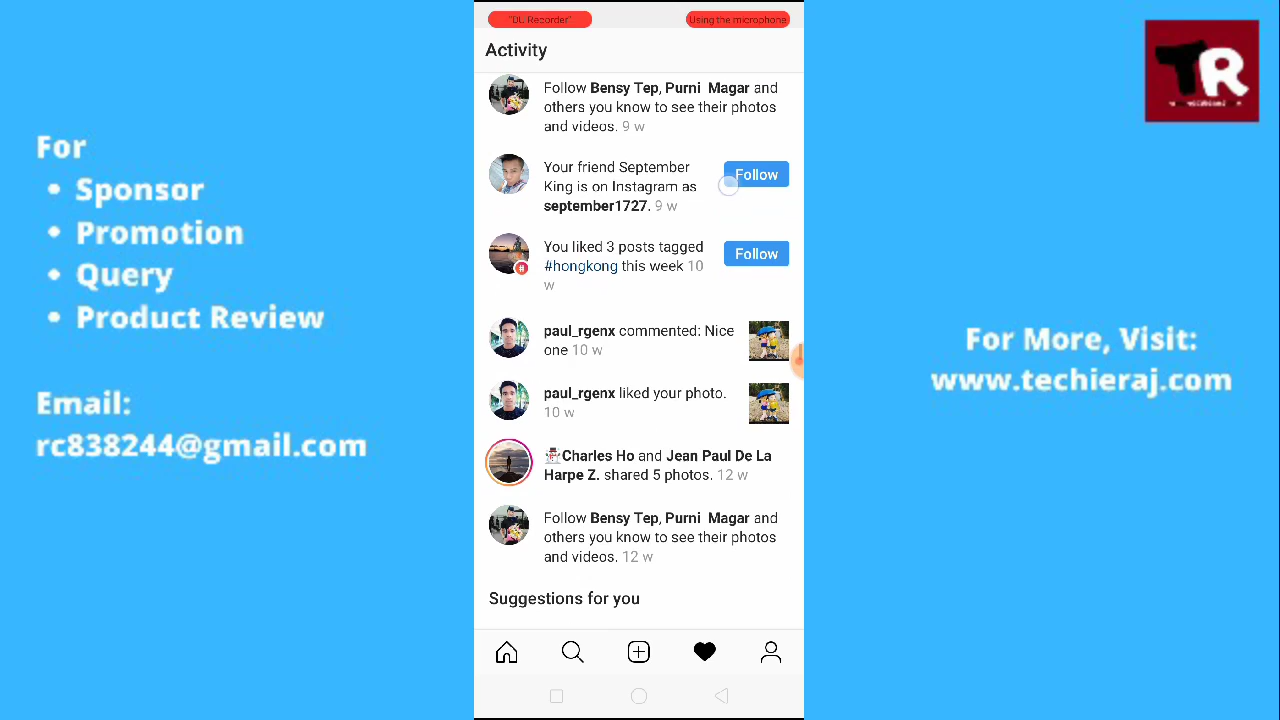 "DU Recorder"
Using the microphone
Activity
Follow Bensy Tep, Purni Magar and
others you know to see their photos
and videos. 9 w
Your friend September
King is on Instagram as
september1727. 9 w
Follow
You liked 3 posts tagged
#hongkong this week 10
w
Follow
paul_rgenx commented: Nice
one 10 w
paul_rgenx liked your photo.
10 w
⛄Charles Ho and Jean Paul De La
Harpe Z. shared 5 photos. 12 w
Follow Bensy Tep, Purni Magar and
others you know to see their photos
and videos. 12 w
Suggestions for you
For
• Sponsor
• Promotion
• Query
• Product Review
Email:
rc838244@gmail.com
TR
For More, Visit:
www.techieraj.com